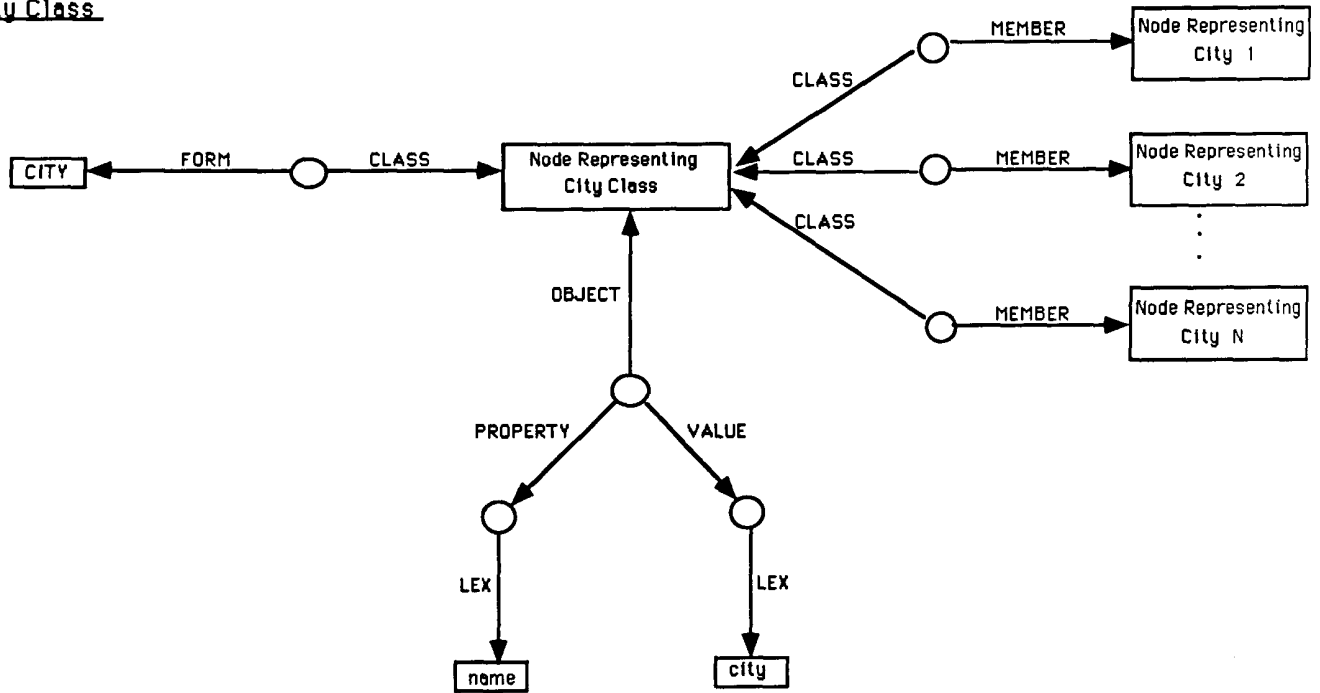 Class
MEMBER
Node Representing
City 1
CLASS
CITY
FORM
CLASS
Node Representing
City Class
CLASS
MEMBER
Node Representing
City 2
CLASS
OBJECT
MEMBER
Node Representing
City N
PROPERTY
VALUE
LEX
LEX
name
city